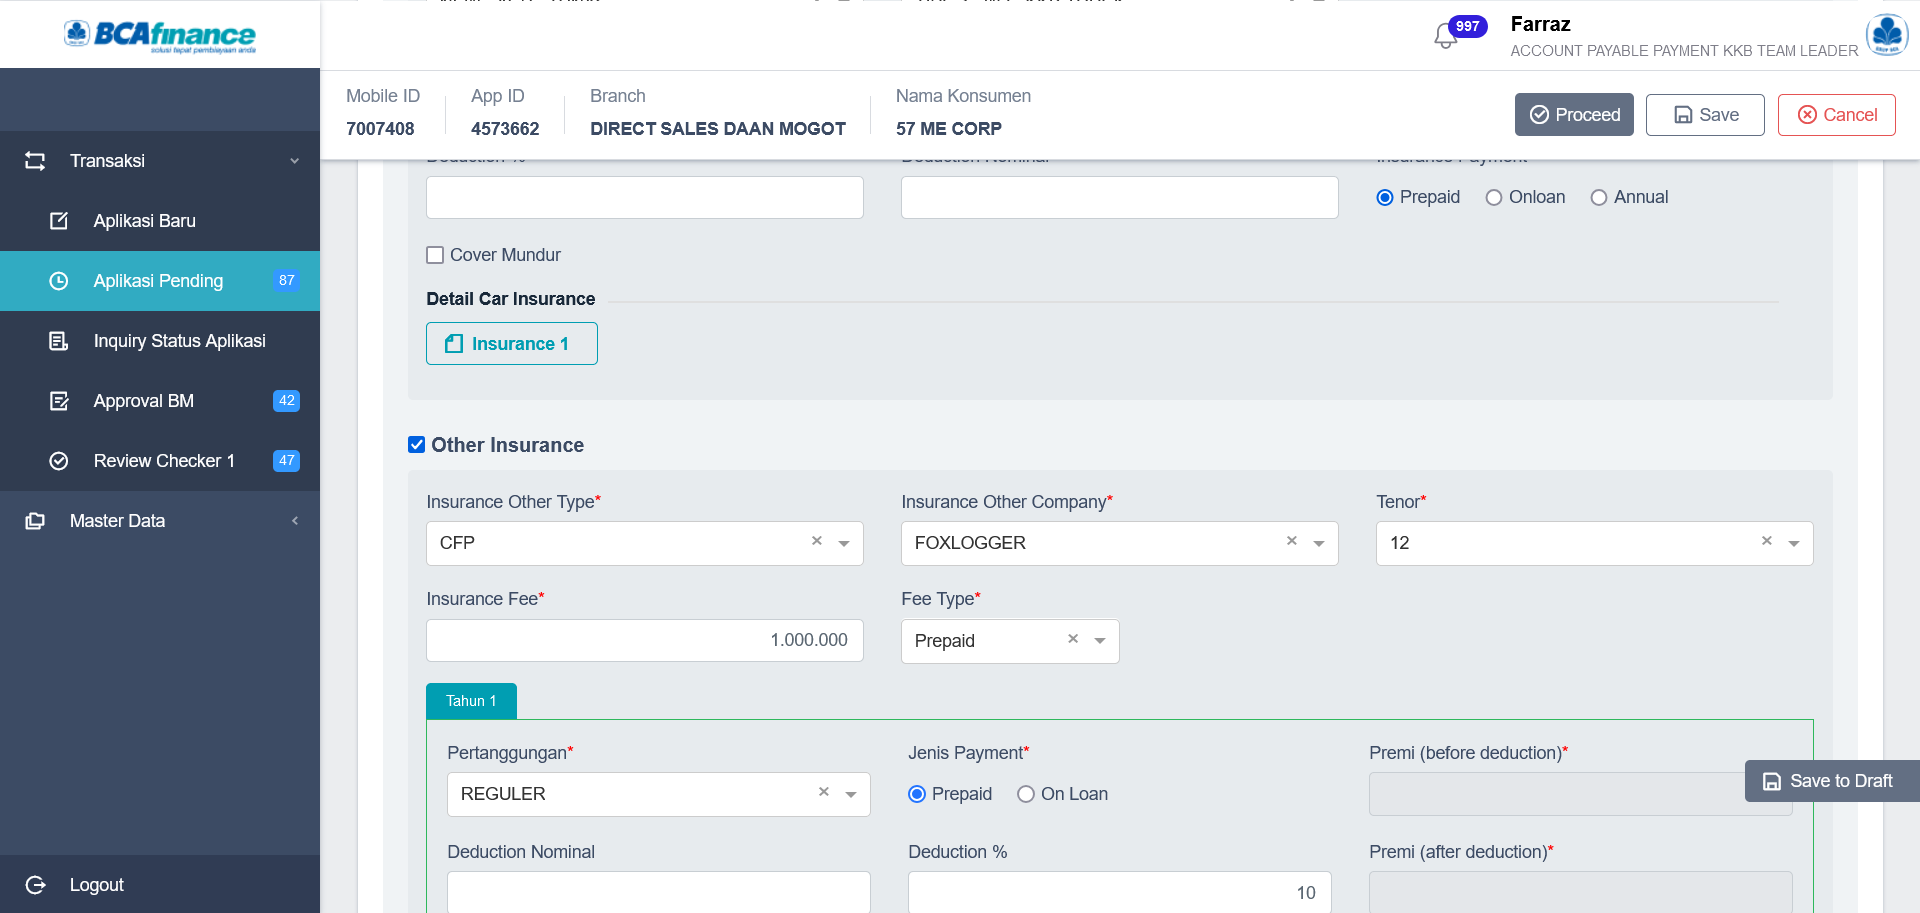 BCAfinance
solusi tepat pembiayaan anda
997
Farraz
ACCOUNT PAYABLE PAYMENT KKB TEAM LEADER
Mobile ID
7007408
App ID
4573662
Branch
DIRECT SALES DAAN MOGOT
Nama Konsumen
57 ME CORP
Proceed
Save
Cancel
Transaksi
Aplikasi Baru
Aplikasi Pending 87
Inquiry Status Aplikasi
Approval BM 42
Review Checker 1 47
Master Data
Logout
Deduction %
Deduction Nominal
Insurance Payment
Prepaid Onloan Annual
Cover Mundur
Detail Car Insurance
Insurance 1
Other Insurance
Insurance Other Type* Insurance Other Company* Tenor*
CFP FOXLOGGER 12
Insurance Fee* Fee Type*
1.000.000 Prepaid
Tahun 1
Pertanggungan* Jenis Payment* Premi (before deduction)*
REGULER Prepaid On Loan
Save to Draft
Deduction Nominal Deduction % Premi (after deduction)*
10